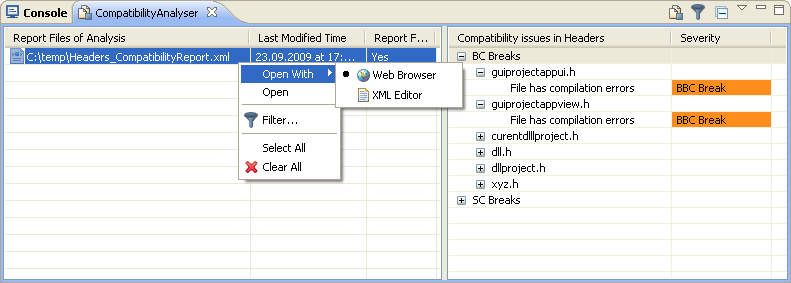 Console CompatibilityAnalyser
Report Files of Analysis Last Modified Time Report F... Compatibility issues in Headers Severity
C:\temp\Headers_CompatibilityReport.xml 23.09.2009 at 17:... Yes BC Breaks
Open With Web Browser guiprojectappui.h
Open XML Editor File has compilation errors BBC Break
guiprojectappview.h
Filter... File has compilation errors BBC Break
curentdlllproject.h
Select All dll.h
Clear All dllproject.h
xyz.h
SC Breaks